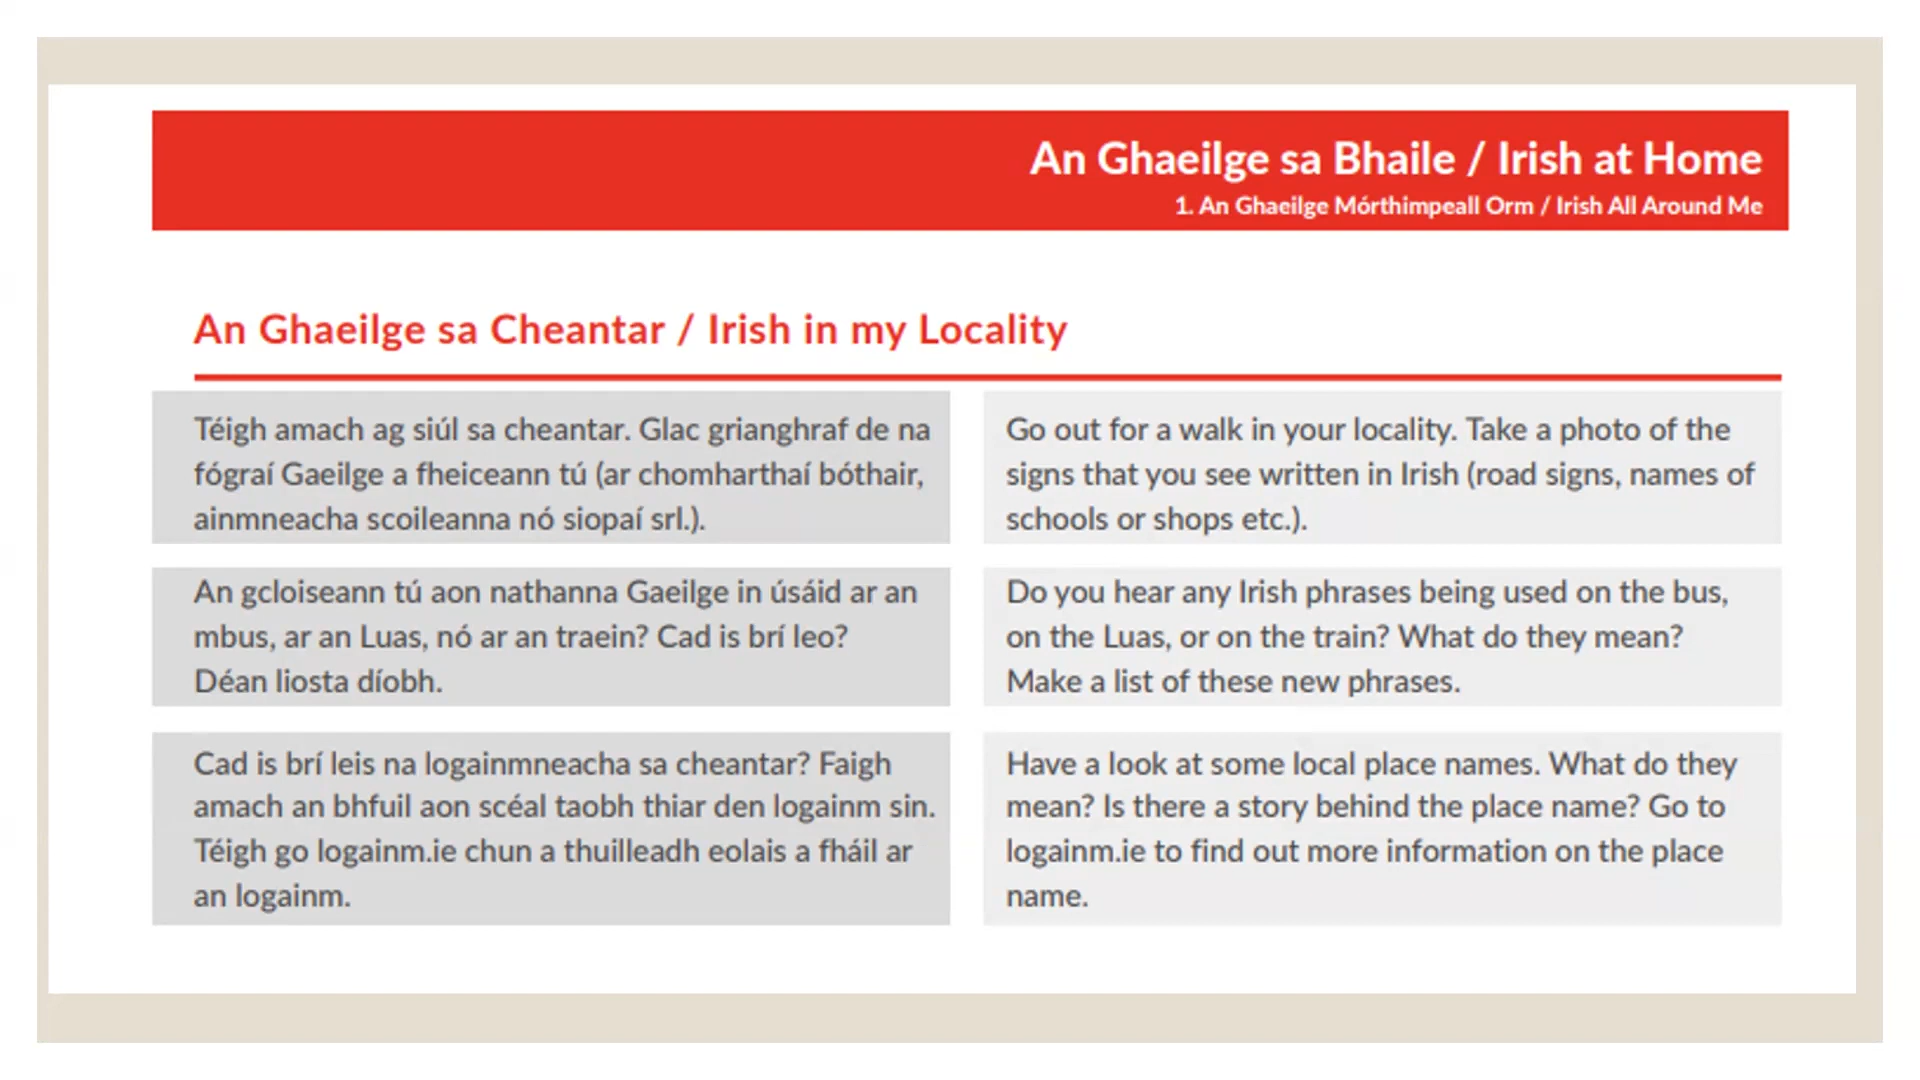 An Ghaeilge sa Bhaile / Irish at Home
1. An Ghaeilge Mórthimpeall Orm / Irish All Around Me
An Ghaeilge sa Cheantar / Irish in my Locality
Téigh amach ag siúl sa cheantar. Glac grianghraf de na
fógraí Gaeilge a fheiceann tú (ar chomharthaí bóthair,
ainmneacha scoileanna nó siopaí srl.).
Go out for a walk in your locality. Take a photo of the
signs that you see written in Irish (road signs, names of
schools or shops etc.).
An gcloiseann tú aon nathanna Gaeilge in úsáid ar an
mbus, ar an Luas, nó ar an traein? Cad is brí leo?
Déan liosta díobh.
Do you hear any Irish phrases being used on the bus,
on the Luas, or on the train? What do they mean?
Make a list of these new phrases.
Cad is brí leis na logainmneacha sa cheantar? Faigh
amach an bhfuil aon scéal taobh thiar den logainm sin.
Téigh go logainm.ie chun a thuilleadh eolais a fháil ar
an logainm.
Have a look at some local place names. What do they
mean? Is there a story behind the place name? Go to
logainm.ie to find out more information on the place
name.